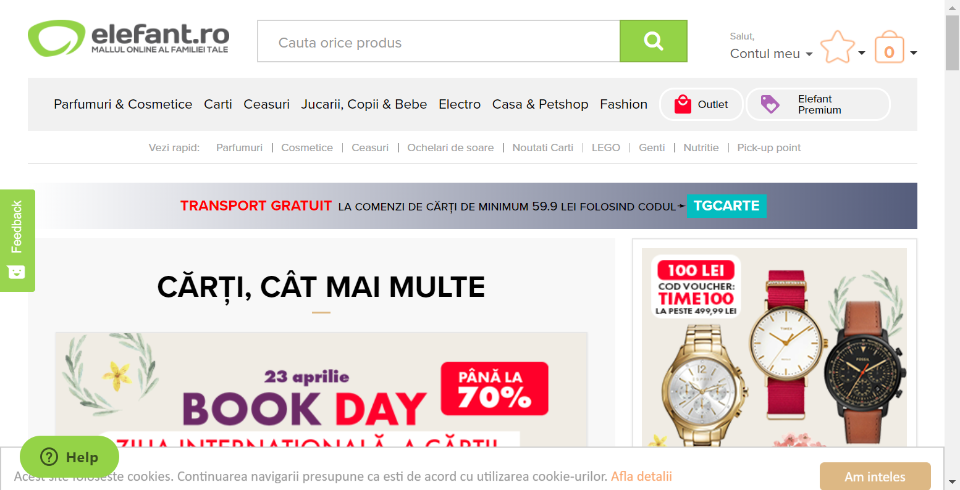 elefant.ro
MALLUL ONLINE AL FAMILIEI TALE
Cauta orice produs
Salut,
Contul meu
0
Parfumuri & Cosmetice Carti Ceasuri Jucarii, Copii & Bebe Electro Casa & Petshop Fashion Outlet Elefant Premium
Vezi rapid: Parfumuri | Cosmetice | Ceasuri | Ochelari de soare | Noutati Carti | LEGO | Genti | Nutritie | Pick-up point
TRANSPORT GRATUIT LA COMENZI DE CĂRȚI DE MINIMUM 59.9 LEI FOLOSIND CODUL TGCARTE
Feedback
CĂRȚI, CÂT MAI MULTE
23 aprilie
BOOK DAY
PÂNĂ LA
70%
ZIUA INTERNAȚIONALĂ A CĂRȚII
100 LEI
COD VOUCHER:
TIME100
LA PESTE 499,99 LEI
Help
Acest site foloseste cookies. Continuarea navigarii presupune ca esti de acord cu utilizarea cookie-urilor. Afla detalii
Am inteles